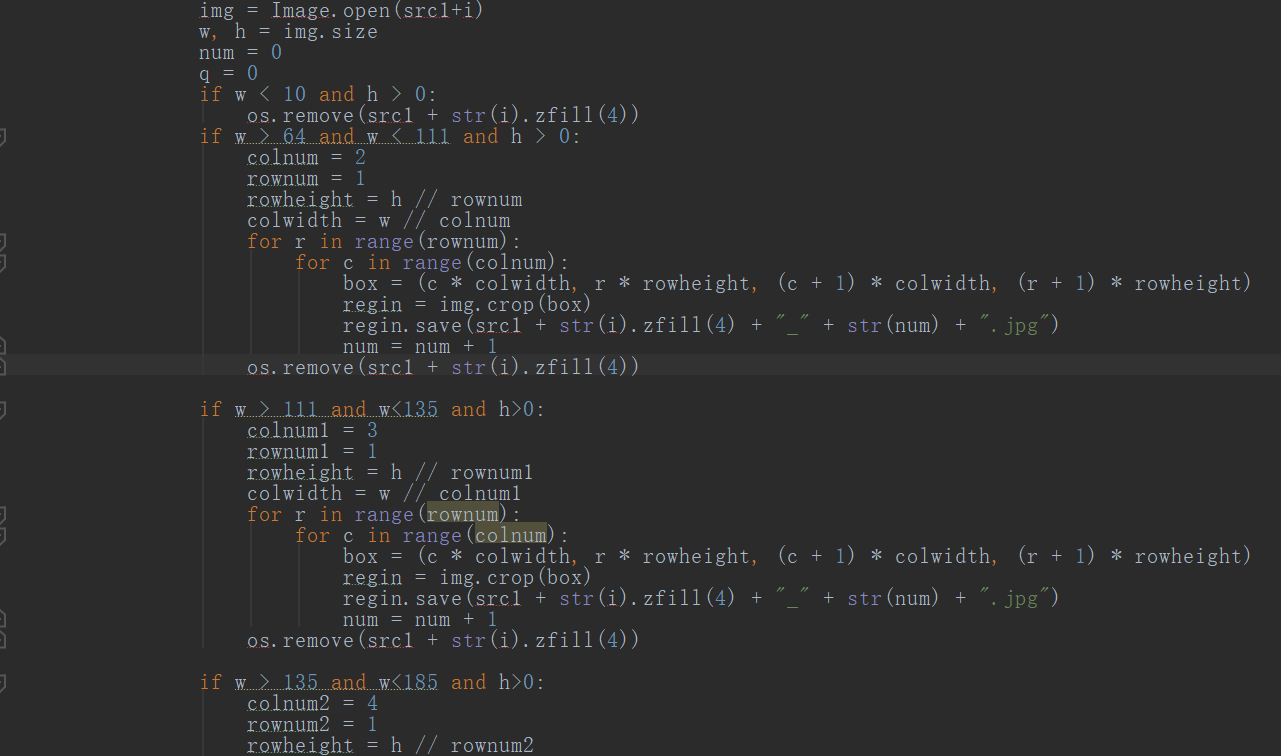 img = Image.open(src1+i)
w, h = img.size
num = 0
q = 0
if w < 10 and h > 0:
    os.remove(src1 + str(i).zfill(4))
if w > 64 and w < 111 and h > 0:
    colnum = 2
    rownum = 1
    rowheight = h // rownum
    colwidth = w // colnum
    for r in range(rownum):
        for c in range(colnum):
            box = (c * colwidth, r * rowheight, (c + 1) * colwidth, (r + 1) * rowheight)
            regin = img.crop(box)
            regin.save(src1 + str(i).zfill(4) + "_" + str(num) + ".jpg")
            num = num + 1
    os.remove(src1 + str(i).zfill(4))
if w > 111 and w<135 and h>0:
    colnum1 = 3
    rownum1 = 1
    rowheight = h // rownum1
    colwidth = w // colnum1
    for r in range(rownum):
        for c in range(colnum):
            box = (c * colwidth, r * rowheight, (c + 1) * colwidth, (r + 1) * rowheight)
            regin = img.crop(box)
            regin.save(src1 + str(i).zfill(4) + "_" + str(num) + ".jpg")
            num = num + 1
    os.remove(src1 + str(i).zfill(4))
if w > 135 and w<185 and h>0:
    colnum2 = 4
    rownum2 = 1
    rowheight = h // rownum2